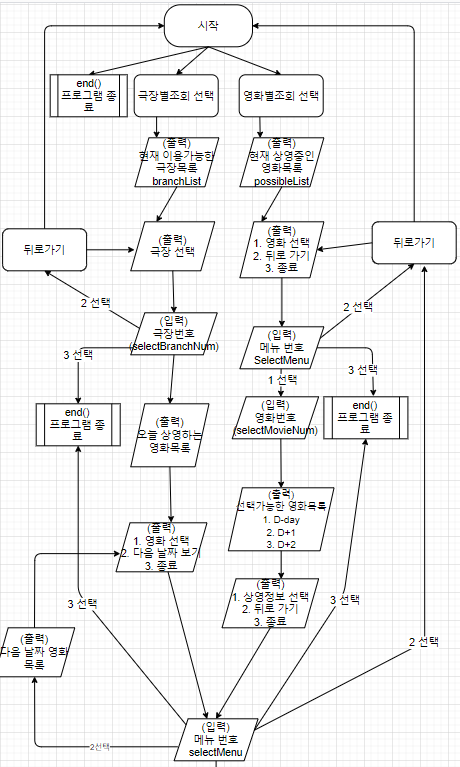 시작
end()
프로그램 종
료
극장별조회 선택
영화별조회 선택
(출력)
현재 이용가능한
극장목록
branchList
(출력)
현재 상영중인
영화목록
possibleList
뒤로가기
(출력)
극장 선택
(출력)
1. 영화 선택
2. 뒤로 가기
3. 종료
뒤로가기
2 선택
2 선택
(입력)
극장번호
(selectBranchNum)
(입력)
메뉴 번호
SelectMenu
3 선택
3 선택
1 선택
end()
프로그램 종
료
(출력)
오늘 상영하는
영화목록
(입력)
영화번호
(selectMovieNum)
end()
프로그램 종
료
(출력)
선택가능한 영화목록
1. D-day
2. D+1
3. D+2
(출력)
1. 영화 선택
2. 다음 날짜 보기
3. 종료
(출력)
1. 상영정보 선택
2. 뒤로 가기
3. 종료
3 선택
3 선택
(출력)
다음 날짜 영화
목록
2 선택
(입력)
메뉴 번호
selectMenu
2선택